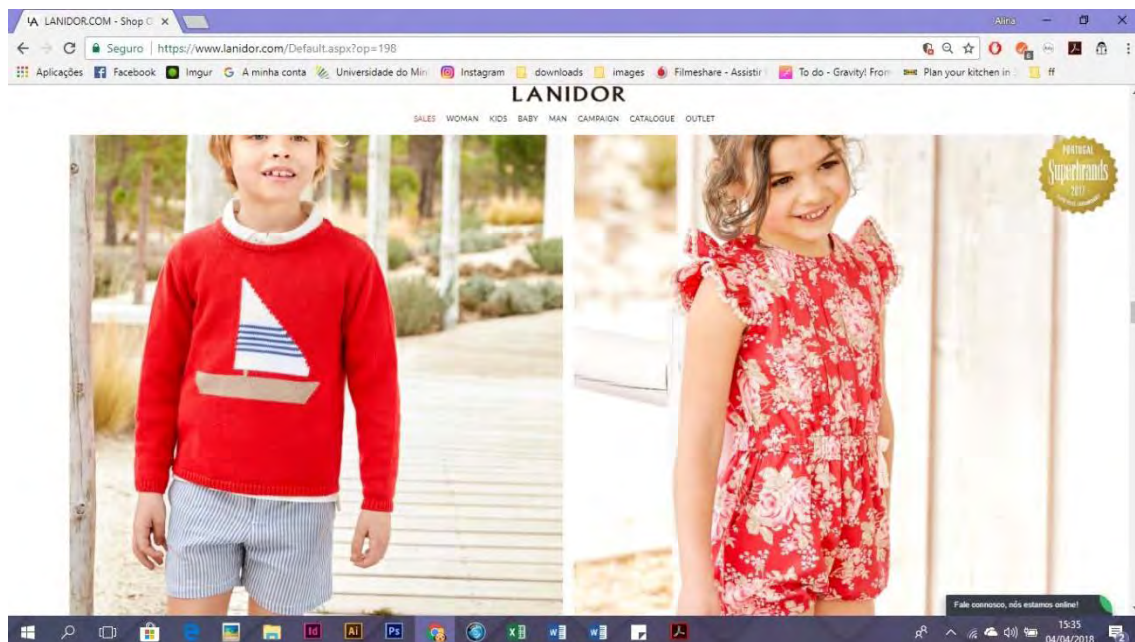 LANIDOR.COM - Shop O
Alina
Seguro | https://www.lanidor.com/Default.aspx?op=198
Aplicações Facebook Imgur A minha conta Universidade do Min Instagram downloads images Filmeshare - Assistir To do - Gravity! From Plan your kitchen in ff
LANIDOR
SALES WOMAN KIDS BABY MAN CAMPAIGN CATALOGUE OUTLET
PORTUGAL
Superbrands
2017
Fale connosco, nós estamos online!
Id Ai Ps
15:35
04/04/2018